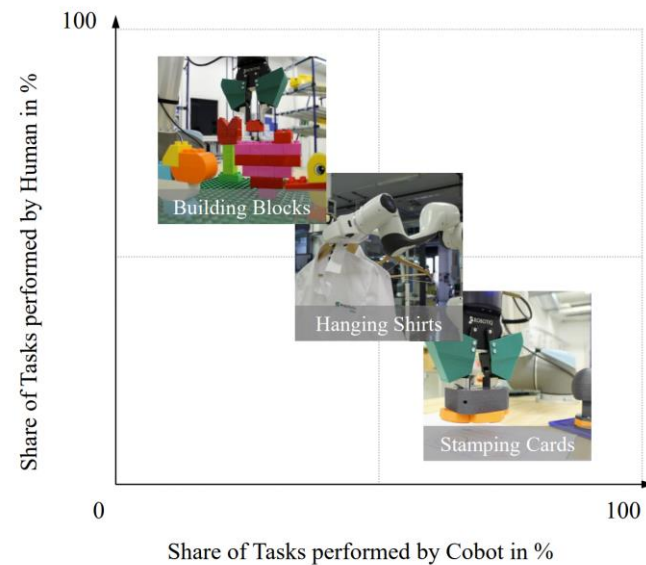 100
Share of Tasks performed by Human in %
Building Blocks
Hanging Shirts
Stamping Cards
0
100
Share of Tasks performed by Cobot in %